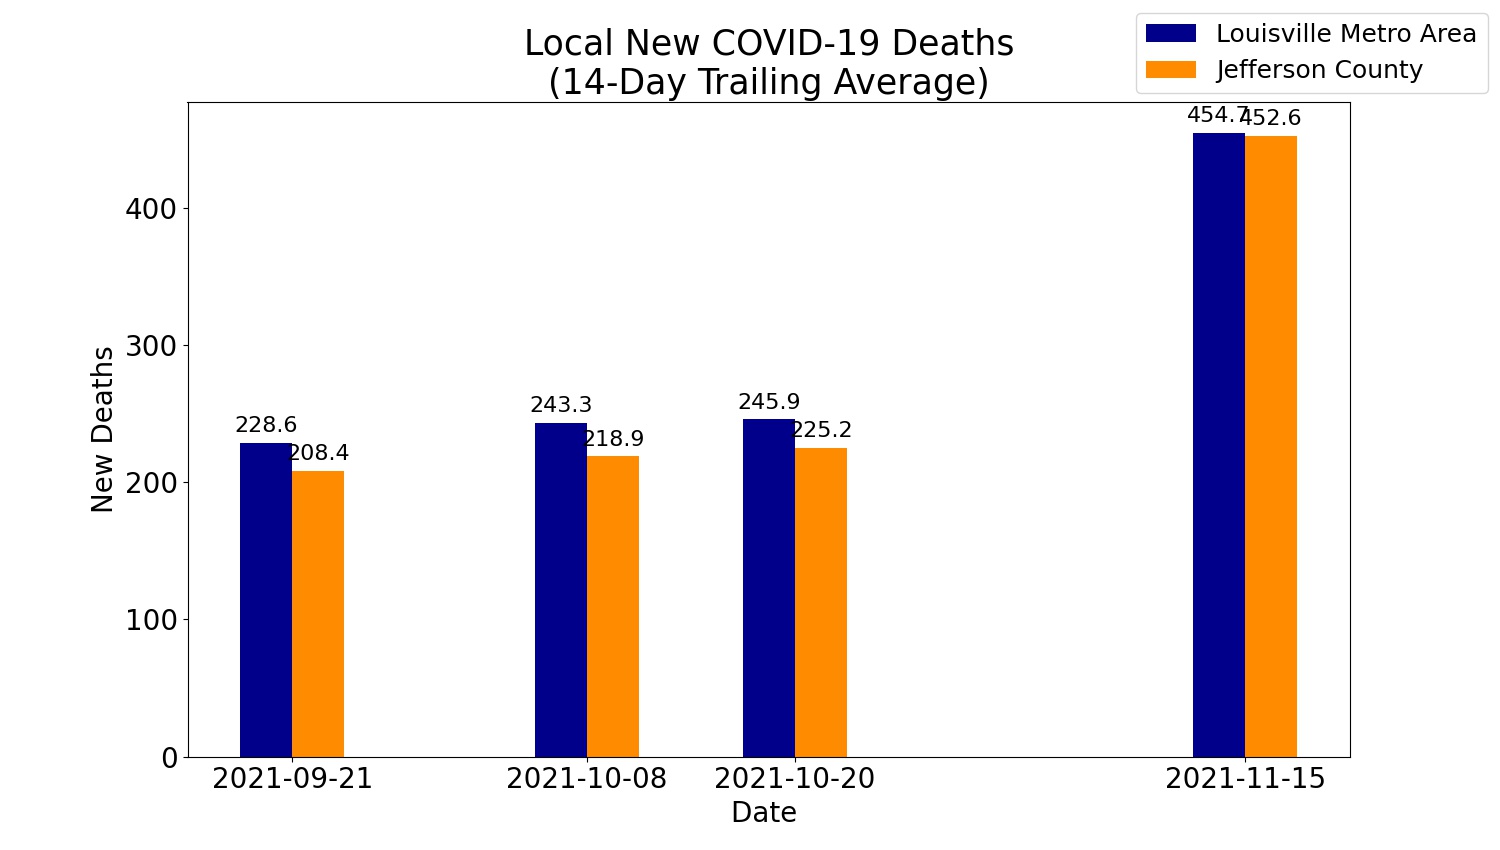 Local New COVID-19 Deaths
(14-Day Trailing Average)
Louisville Metro Area
Jefferson County
New Deaths
400
300
200
100
0
228.6
208.4
243.3
218.9
245.9
225.2
454.7
452.6
2021-09-21
2021-10-08
2021-10-20
2021-11-15
Date